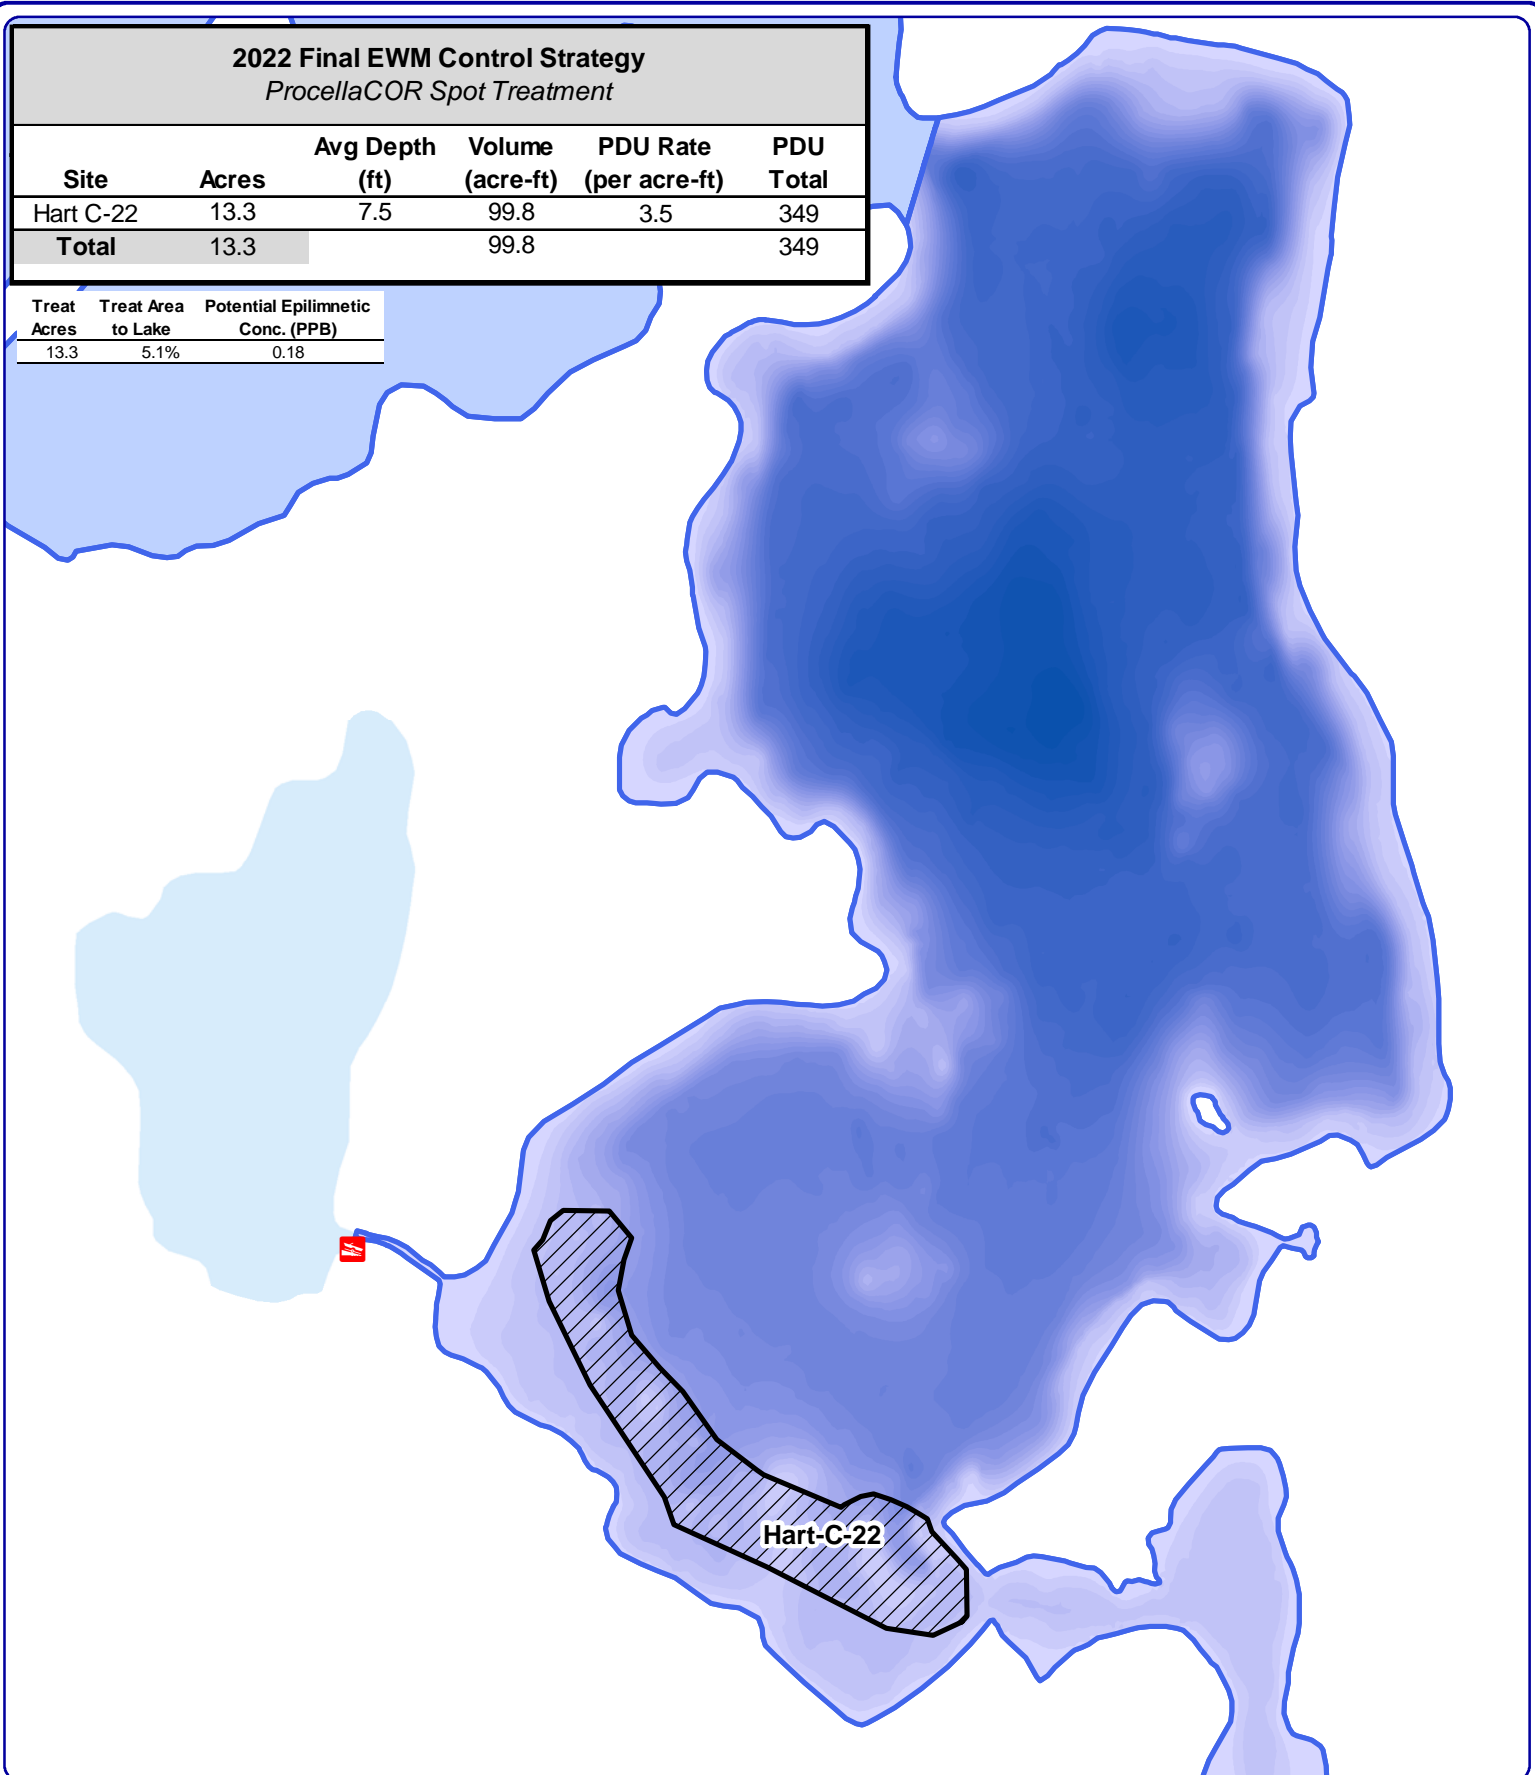 2022 Final EWM Control Strategy
ProcellaCOR Spot Treatment
Avg Depth Volume PDU Rate PDU
Site Acres (ft) (acre-ft) (per acre-ft) Total
Hart C-22 13.3 7.5 99.8 3.5 349
Total 13.3 99.8 349
Treat Treat Area Potential Epilimnetic
Acres to Lake Conc. (PPB)
13.3 5.1% 0.18
Hart-C-22